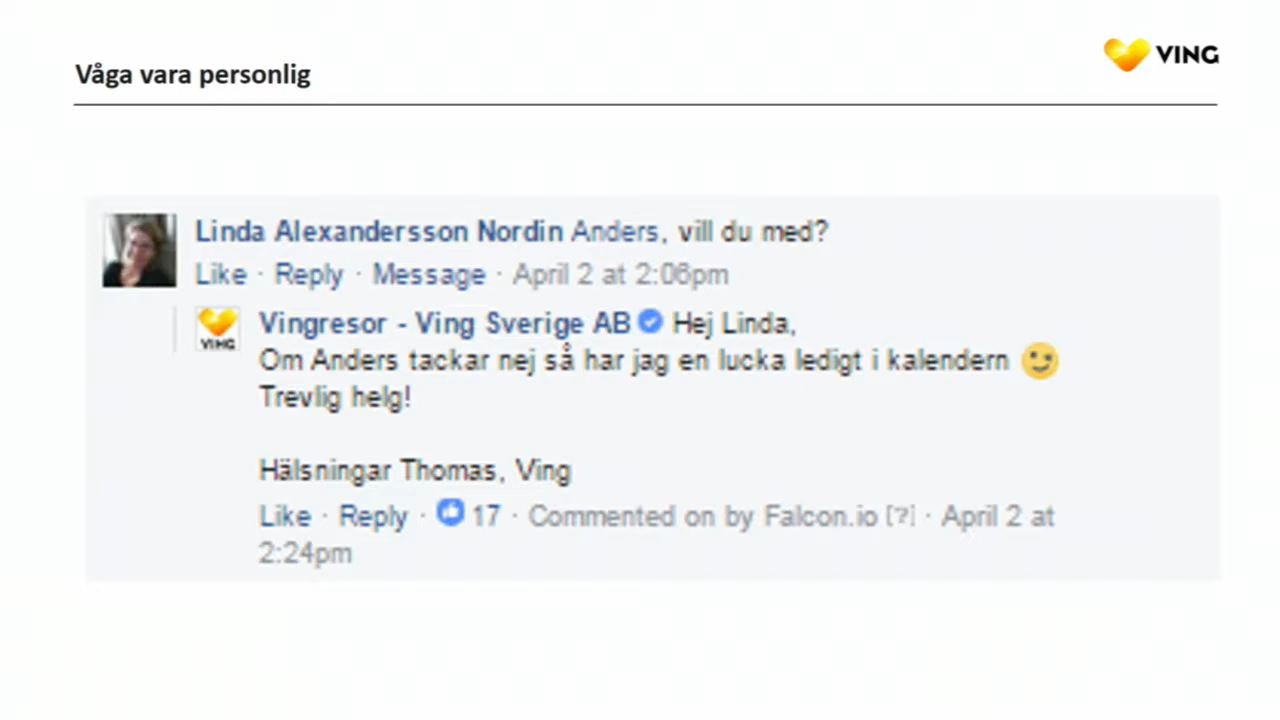 Våga vara personlig
VING
Linda Alexandersson Nordin Anders, vill du med?
Like · Reply · Message · April 2 at 2:06pm
Vingresor - Ving Sverige AB Hej Linda,
VING
Om Anders tackar nej så har jag en lucka ledigt i kalendern 😉
Trevlig helg!
Hälsningar Thomas, Ving
Like · Reply · 17 · Commented on by Falcon.io [?] · April 2 at
2:24pm